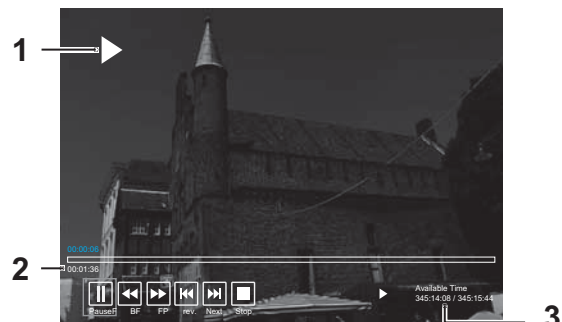 1
00:00:06
2
00:01:36
PauseF BF FP rev. Next Stop
Available Time
345:14:08 / 345:15:44
3